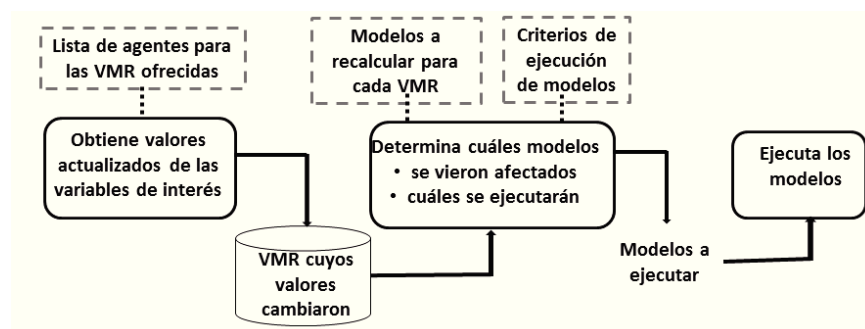 Lista de agentes para
las VMR ofrecidas
Modelos a
recalcular para
cada VMR
Criterios de
ejecución
de modelos
Obtiene valores
actualizados de las
variables de interés
Determina cuáles modelos
• se vieron afectados
• cuáles se ejecutarán
Ejecuta los
modelos
VMR cuyos
valores
cambiaron
Modelos a
ejecutar